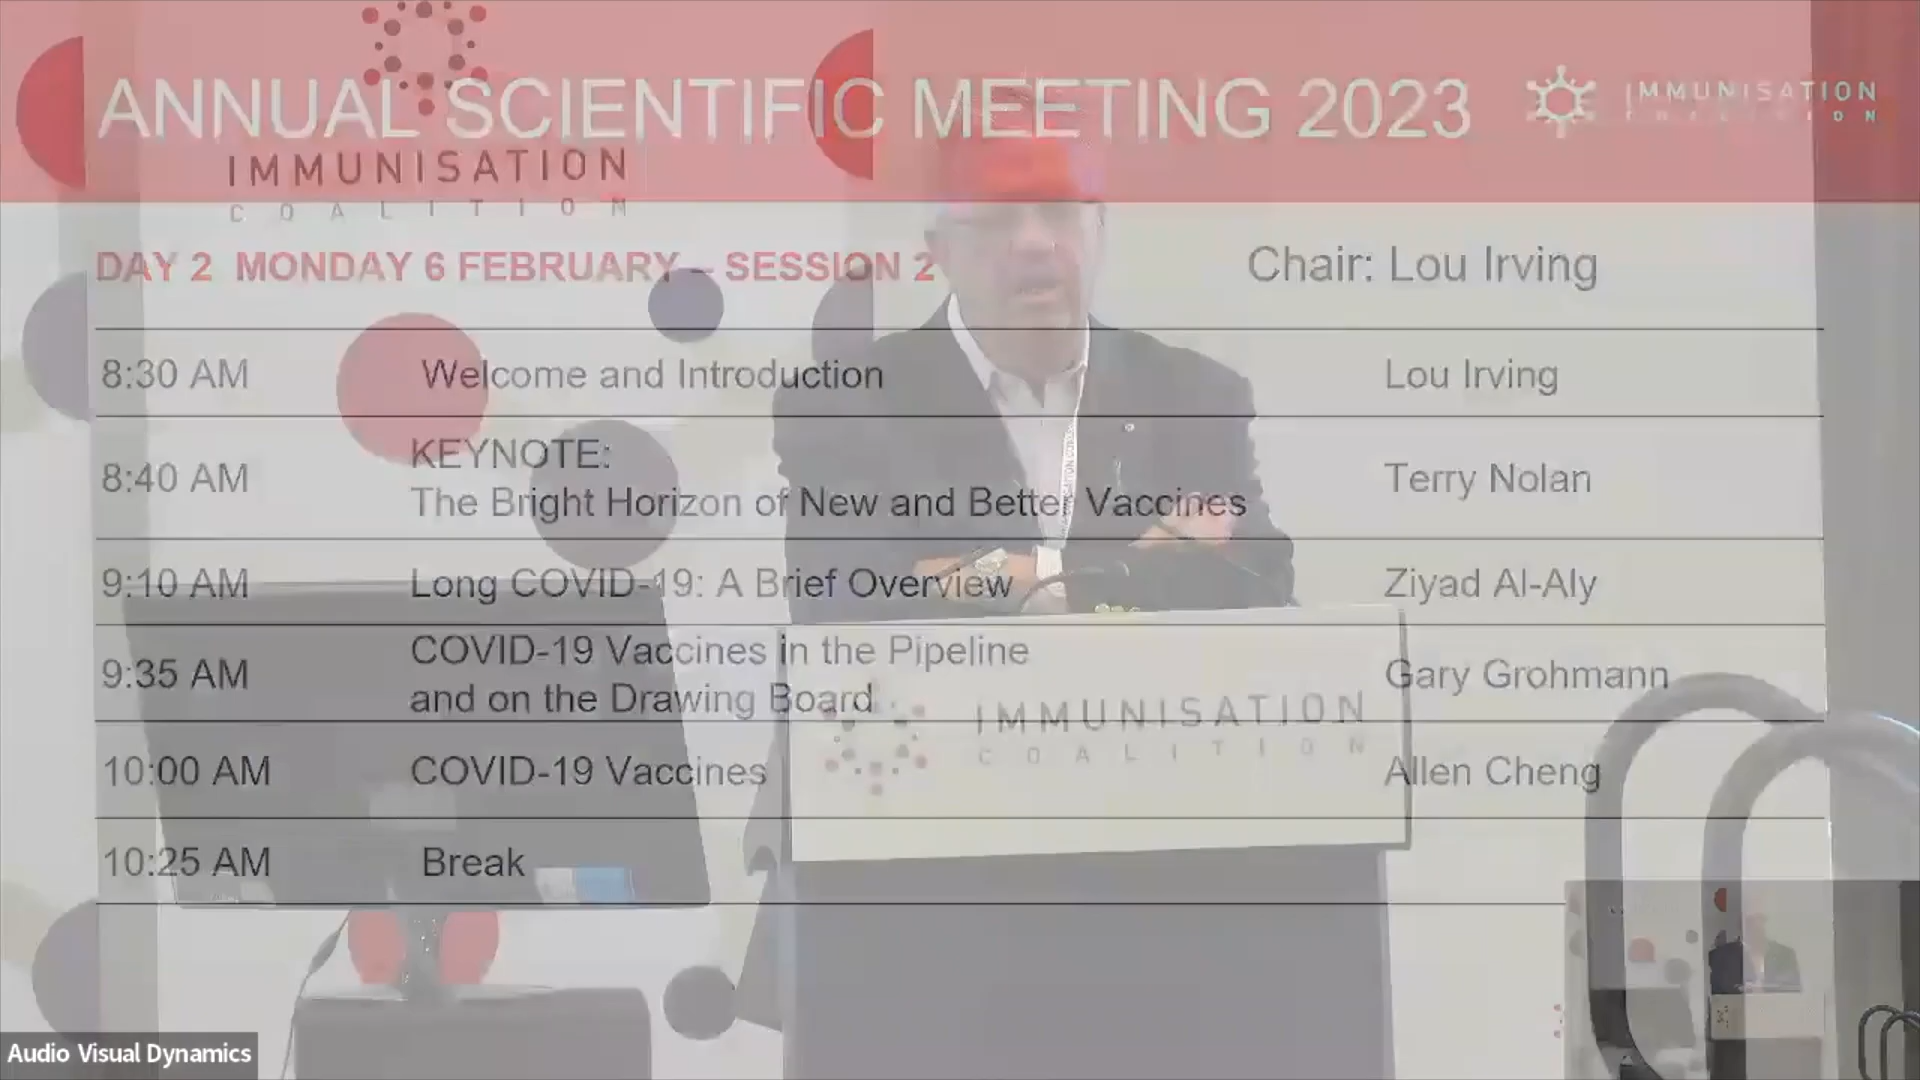 ANNUAL SCIENTIFIC MEETING 2023
IMMUNISATION
COALITION
IMMUNISATION
COALITION
DAY 2 MONDAY 6 FEBRUARY – SESSION 2
Chair: Lou Irving
8:30 AM Welcome and Introduction Lou Irving
8:40 AM KEYNOTE:
The Bright Horizon of New and Better Vaccines Terry Nolan
9:10 AM Long COVID-19: A Brief Overview Ziyad Al-Aly
9:35 AM COVID-19 Vaccines in the Pipeline
and on the Drawing Board Gary Grohmann
IMMUNISATION
COALITION
10:00 AM COVID-19 Vaccines Allen Cheng
10:25 AM Break
Audio Visual Dynamics